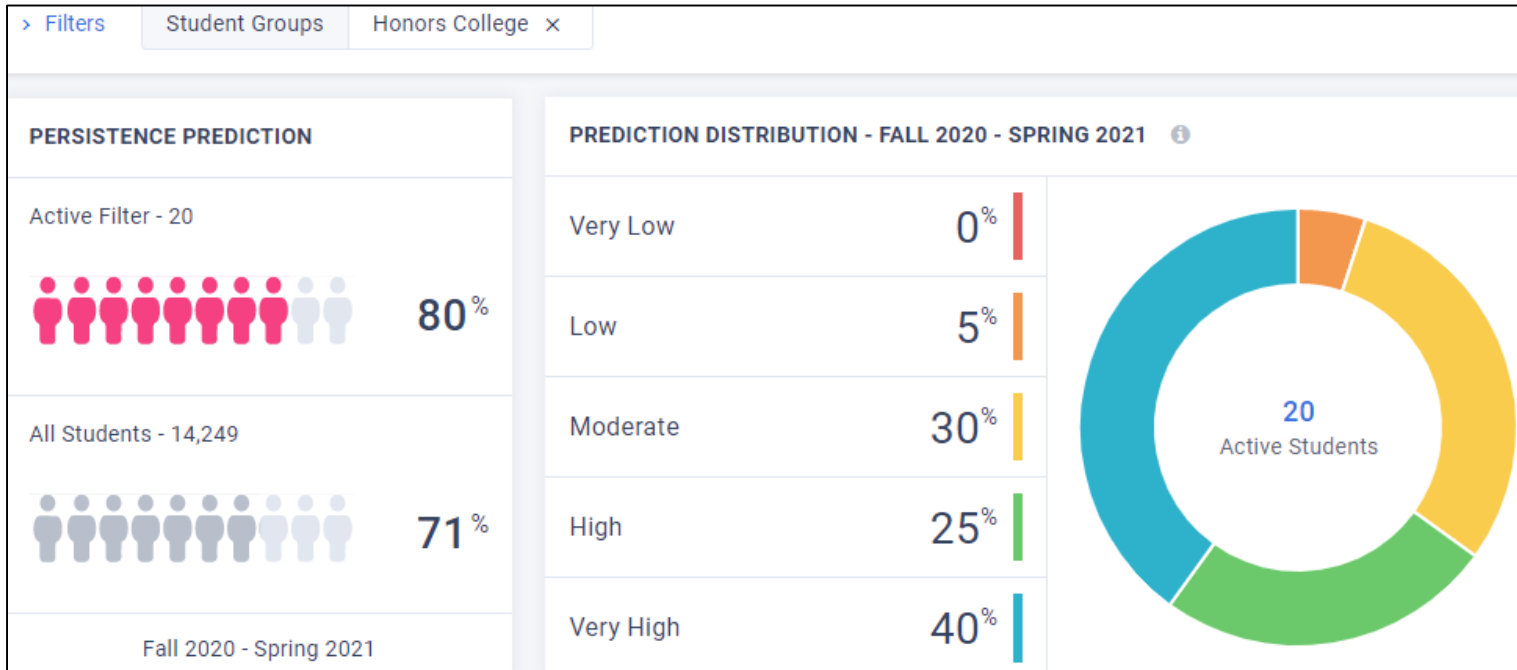 › Filters Student Groups Honors College ×
PERSISTENCE PREDICTION
Active Filter - 20
80%
All Students - 14,249
71%
Fall 2020 - Spring 2021
PREDICTION DISTRIBUTION - FALL 2020 - SPRING 2021 i
Very Low 0%
Low 5%
Moderate 30%
High 25%
Very High 40%
20
Active Students